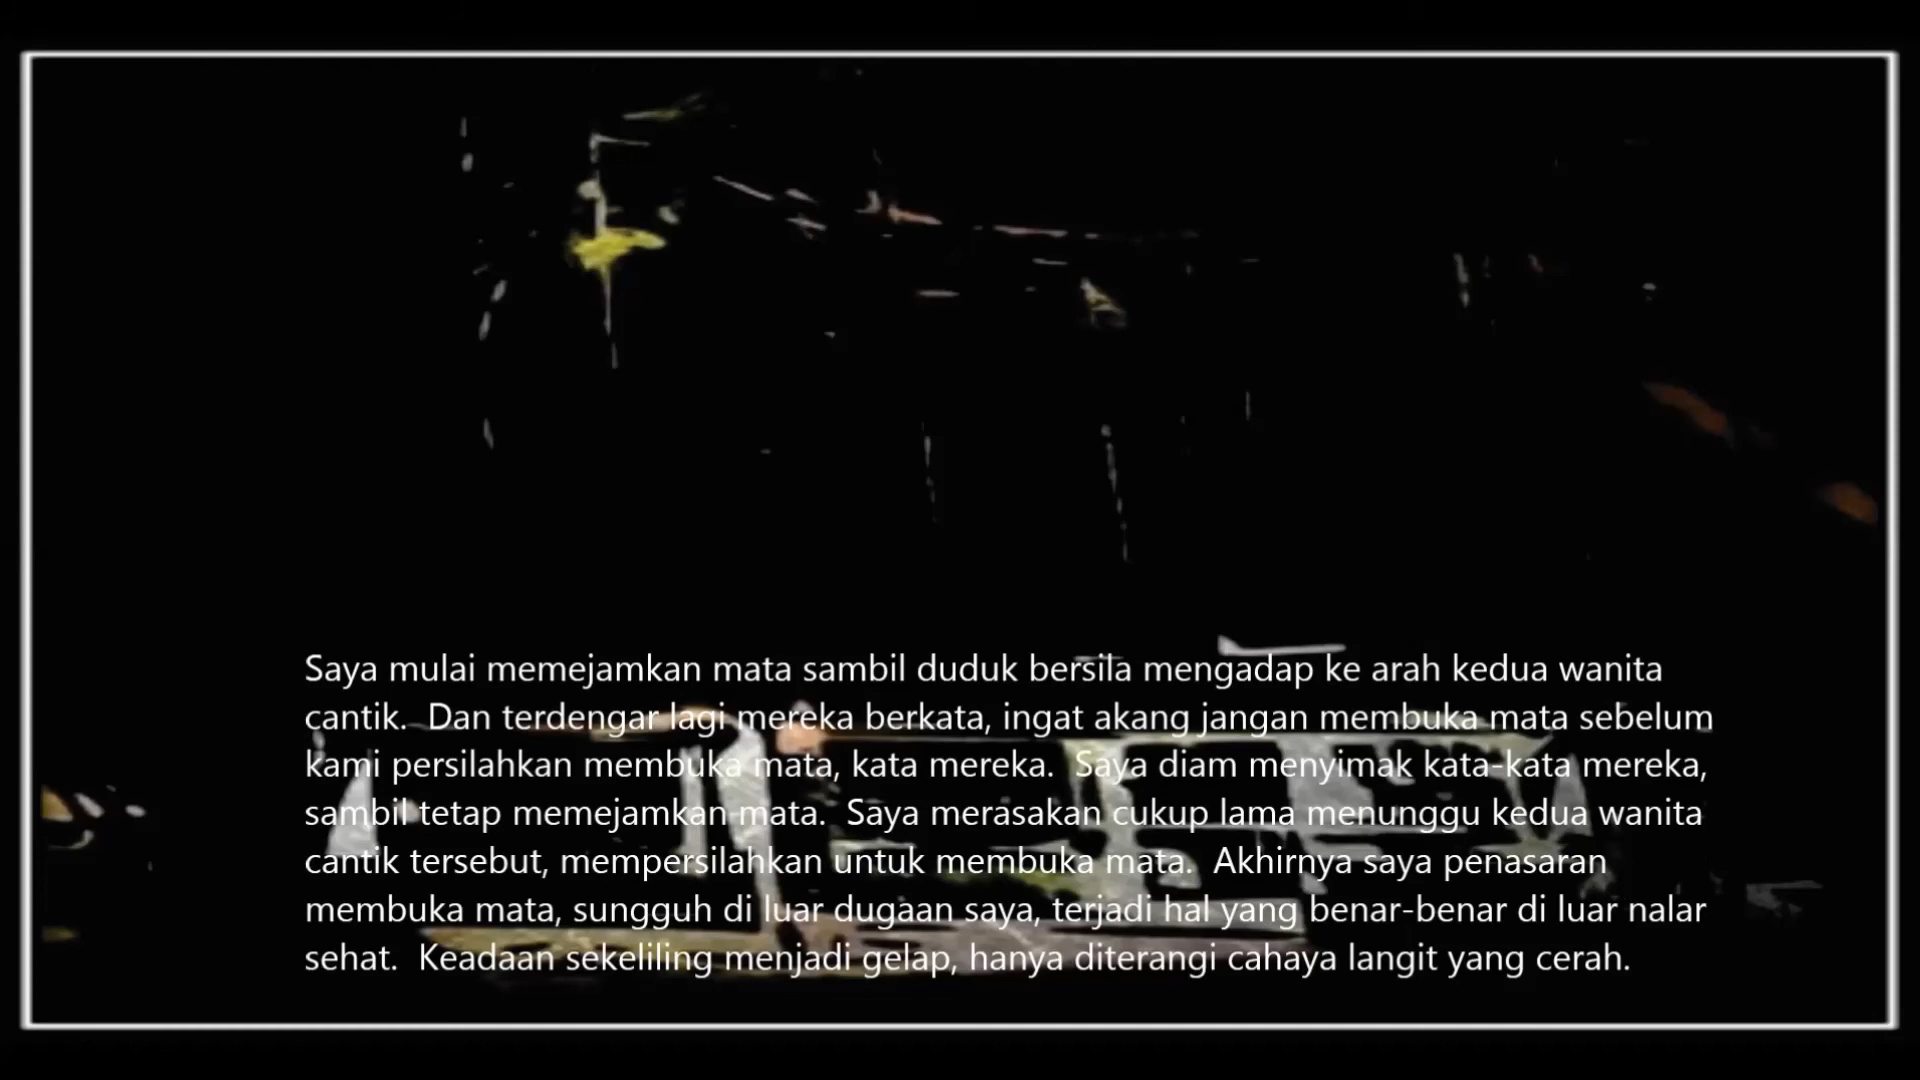 Saya mulai memejamkan mata sambil duduk bersila mengadap ke arah kedua wanita
cantik.  Dan terdengar lagi mereka berkata, ingat akang jangan membuka mata sebelum
kami persilahkan membuka mata, kata mereka.  Saya diam menyimak kata-kata mereka,
sambil tetap memejamkan mata.  Saya merasakan cukup lama menunggu kedua wanita
cantik tersebut, mempersilahkan untuk membuka mata.  Akhirnya saya penasaran
membuka mata, sungguh di luar dugaan saya, terjadi hal yang benar-benar di luar nalar
sehat.  Keadaan sekeliling menjadi gelap, hanya diterangi cahaya langit yang cerah.